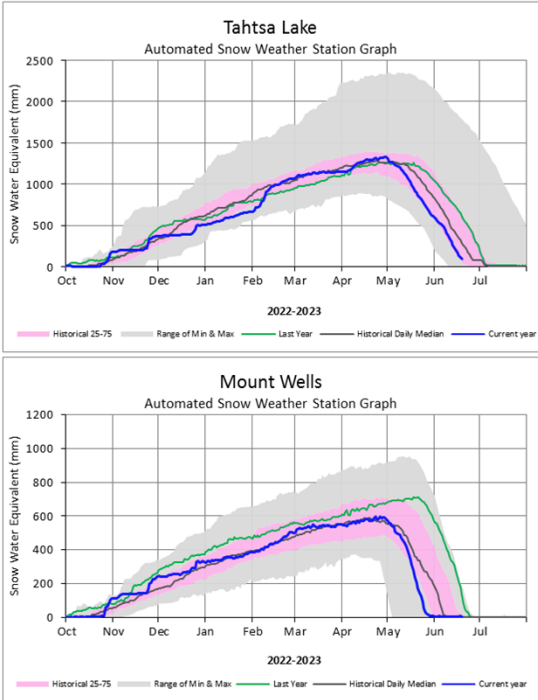 Tahtsa Lake
Automated Snow Weather Station Graph
Snow Water Equivalent (mm)
2500
2000
1500
1000
500
0
Oct Nov Dec Jan Feb Mar Apr May Jun Jul
2022-2023
Historical 25-75 Range of Min & Max Last Year Historical Daily Median Current year
Mount Wells
Automated Snow Weather Station Graph
Snow Water Equivalent (mm)
1200
1000
800
600
400
200
0
Oct Nov Dec Jan Feb Mar Apr May Jun Jul
2022-2023
Historical 25-75 Range of Min & Max Last Year Historical Daily Median Current year